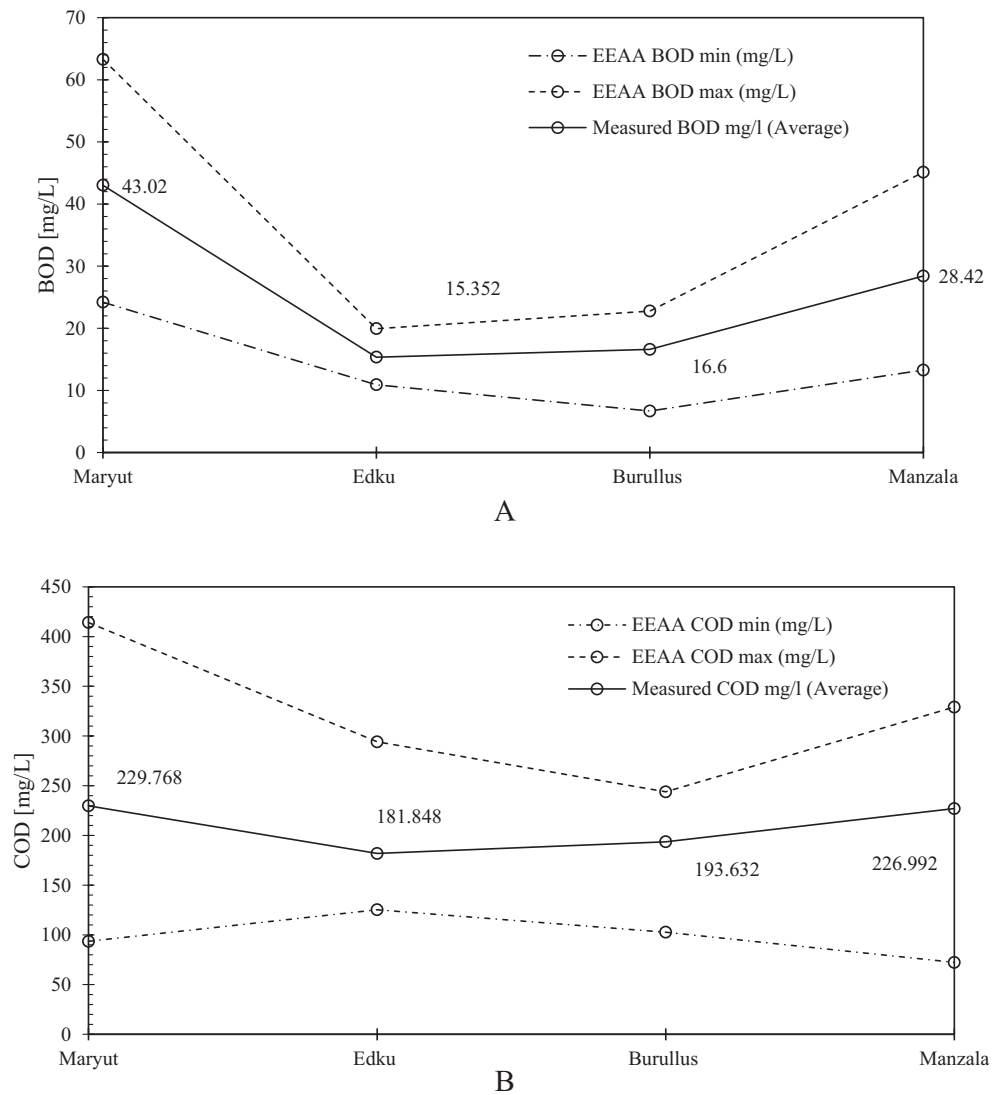 70
60
50
40
30
20
10
0
BOD [mg/L]
EEAA BOD min (mg/L)
EEAA BOD max (mg/L)
Measured BOD mg/l (Average)
43.02
15.352
16.6
28.42
Maryut Edku Burullus Manzala
A
450
400
350
300
250
200
150
100
50
0
COD [mg/L]
EEAA COD min (mg/L)
EEAA COD max (mg/L)
Measured COD mg/l (Average)
229.768
181.848
193.632
226.992
Maryut Edku Burullus Manzala
B